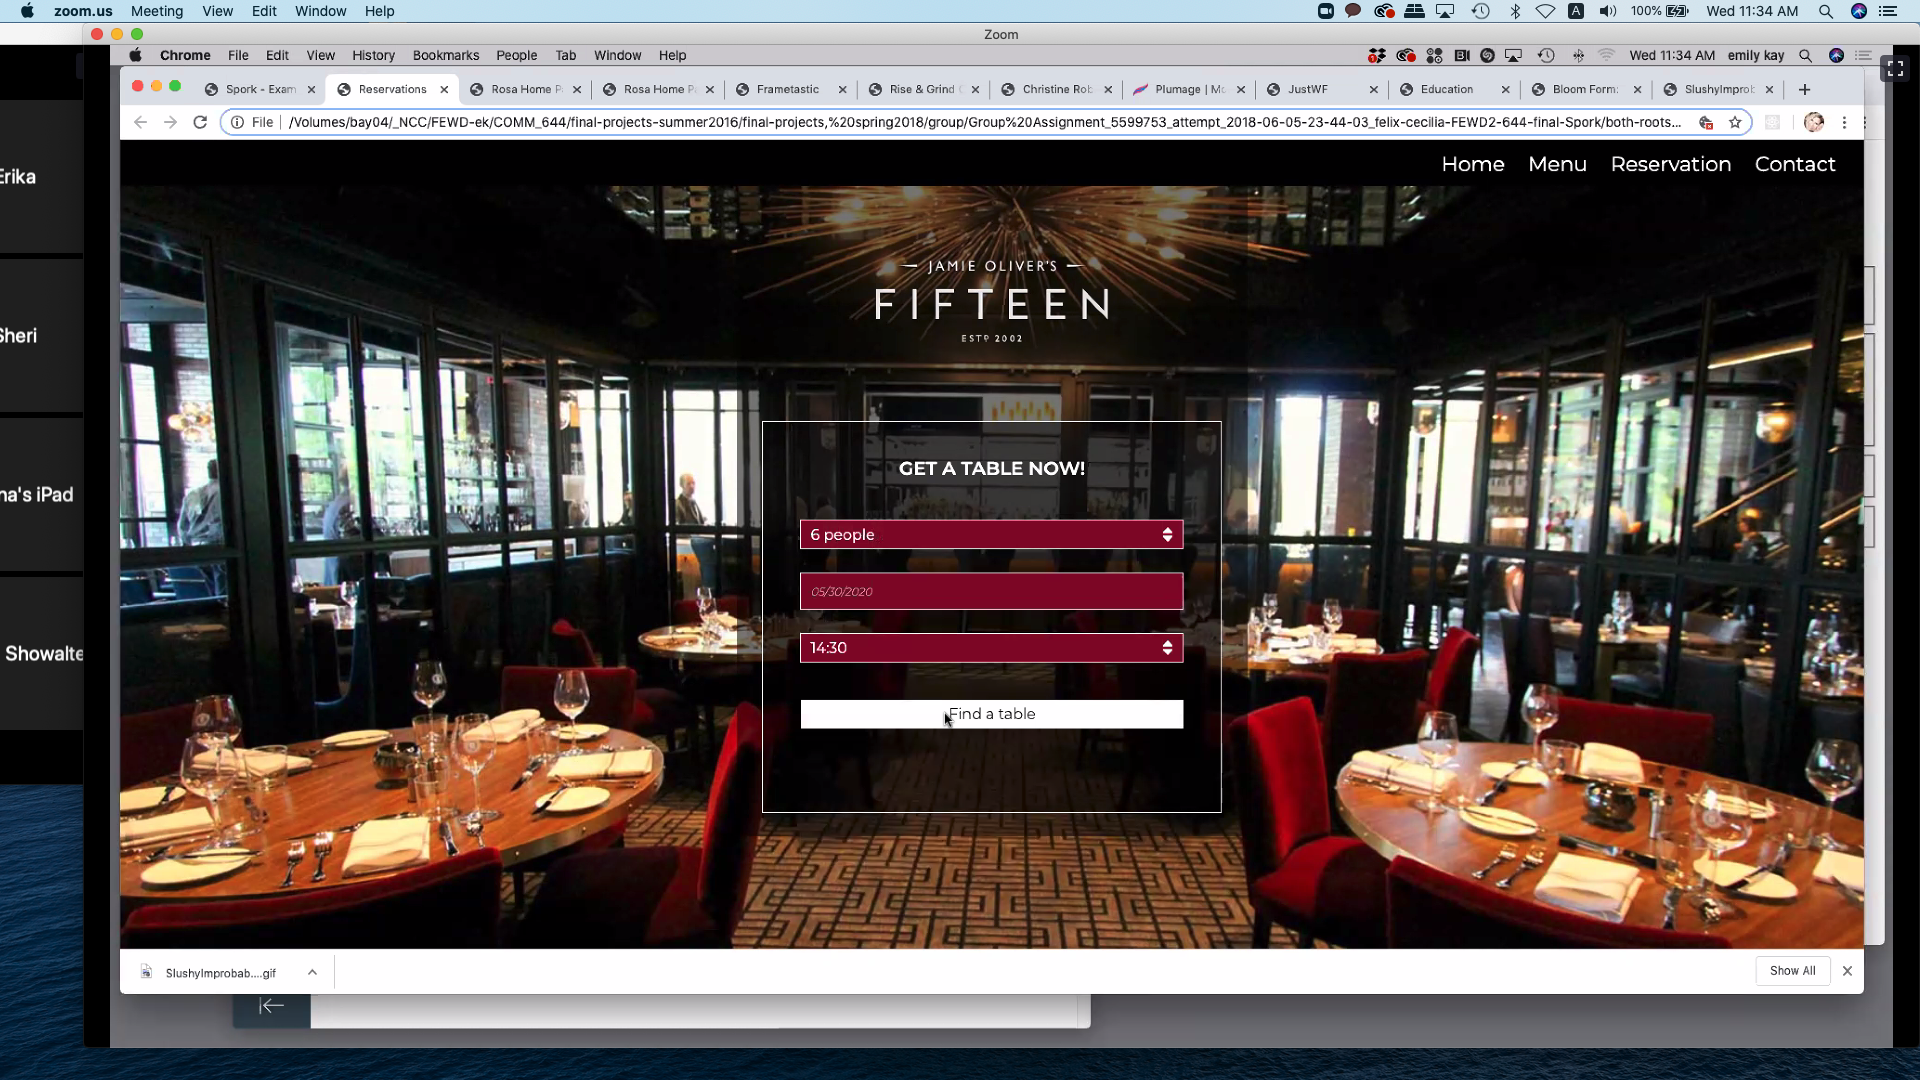 zoom.us Meeting View Edit Window Help
100% Wed 11:34 AM
Zoom
Chrome File Edit View History Bookmarks People Tab Window Help
Wed 11:34 AM emily kay
Spork - Exam
Reservations
Rosa Home P
Rosa Home Pa
Frametastic
Rise & Grind
Christine Rob
Plumage | M
JustWF
Education
Bloom Form
SlushyImprob
File /Volumes/bay04/_NCC/FEWD-ek/COMM_644/final-projects-summer2016/final-projects,%20spring2018/group/Group%20Assignment_5599753_attempt_2018-06-05-23-44-03_felix-cecilia-FEWD2-644-final-Spork/both-roots...
Home Menu Reservation Contact
Erika
Sheri
na's iPad
Showalte
JAMIE OLIVER'S
FIFTEEN
ESTD 2002
GET A TABLE NOW!
6 people
05/30/2020
14:30
Find a table
SlushyImprobab....gif
Show All